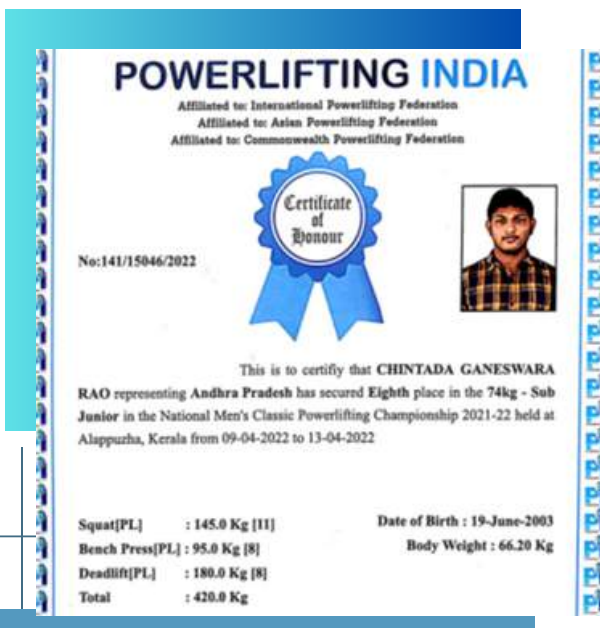 POWERLIFTING INDIA
Affiliated to: International Powerlifting Federation
Affiliated to: Asian Powerlifting Federation
Affiliated to: Commonwealth Powerlifting Federation
Certificate
of
Honour
No:141/15046/2022
This is to certifiy that CHINTADA GANESWARA
RAO representing Andhra Pradesh has secured Eighth place in the 74kg - Sub
Junior in the National Men's Classic Powerlifting Championship 2021-22 held at
Alappuzha, Kerala from 09-04-2022 to 13-04-2022
Squat[PL] : 145.0 Kg [11]
Date of Birth : 19-June-2003
Bench Press[PL] : 95.0 Kg [8]
Body Weight : 66.20 Kg
Deadlift[PL] : 180.0 Kg [8]
Total : 420.0 Kg